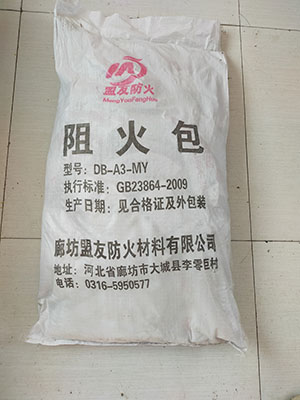 盟友防火
MengYouFangHuo
阻火包
型号：DB-A3-MY
执行标准：GB23864-2009
生产日期：见合格证及外包装
廊坊盟友防火材料有限公司
地址：河北省廊坊市大城县李零巨村
电话：0316-5950577